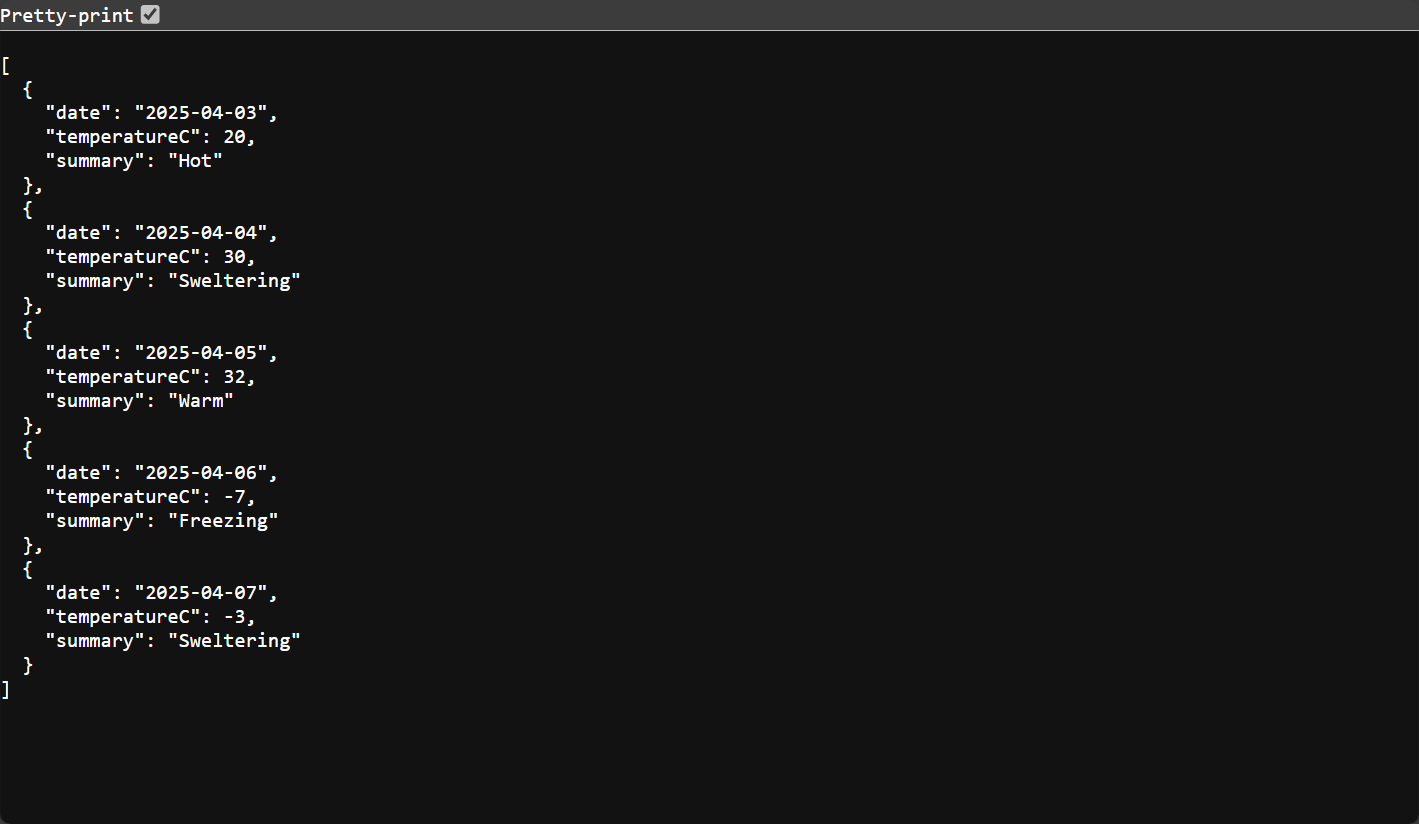 Pretty-print
[
  {
    "date": "2025-04-03",
    "temperatureC": 20,
    "summary": "Hot"
  },
  {
    "date": "2025-04-04",
    "temperatureC": 30,
    "summary": "Sweltering"
  },
  {
    "date": "2025-04-05",
    "temperatureC": 32,
    "summary": "Warm"
  },
  {
    "date": "2025-04-06",
    "temperatureC": -7,
    "summary": "Freezing"
  },
  {
    "date": "2025-04-07",
    "temperatureC": -3,
    "summary": "Sweltering"
  }
]